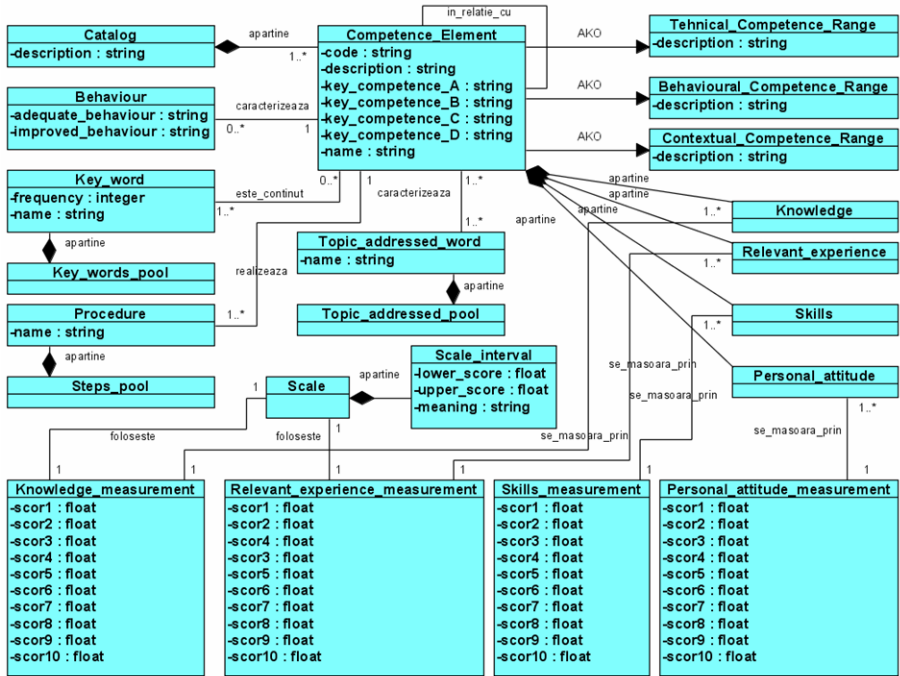 in_relatie_cu
Catalog
-description : string
apartine
1..*
Competence_Element
-code : string
-description : string
-key_competence_A : string
-key_competence_B : string
-key_competence_C : string
-key_competence_D : string
-name : string
AKO
Tehnical_Competence_Range
-description : string
AKO
Behavioural_Competence_Range
-description : string
AKO
Contextual_Competence_Range
-description : string
Behaviour
-adequate_behaviour : string
-improved_behaviour : string
caracterizeaza
0..*
1
Key_word
-frequency : integer
-name : string
este_continut
0..*
1..*
1
caracterizeaza
1..*
1..*
apartine
apartine
apartine
apartine
1..*
Knowledge
Relevant_experience
1..*
Skills
1..*
Personal_attitude
1..*
apartine
Key_words_pool
realizeaza
1..*
Topic_addressed_word
-name : string
apartine
Topic_addressed_pool
Procedure
-name : string
apartine
Steps_pool
Scale_interval
-lower_score : float
-upper_score : float
-meaning : string
apartine
1
Scale
1
foloseste
foloseste
se_masoara_prin
se_masoara_prin
se_masoara_prin
se_masoara_prin
1
1
1
1
1
1
Knowledge_measurement
-scor1 : float
-scor2 : float
-scor3 : float
-scor4 : float
-scor5 : float
-scor6 : float
-scor7 : float
-scor8 : float
-scor9 : float
-scor10 : float
Relevant_experience_measurement
-scor1 : float
-scor2 : float
-scor4 : float
-scor3 : float
-scor5 : float
-scor6 : float
-scor7 : float
-scor8 : float
-scor9 : float
-scor10 : float
Skills_measurement
-scor1 : float
-scor2 : float
-scor3 : float
-scor4 : float
-scor5 : float
-scor6 : float
-scor7 : float
-scor8 : float
-scor9 : float
-scor10 : float
Personal_attitude_measurement
-scor1 : float
-scor2 : float
-scor3 : float
-scor4 : float
-scor5 : float
-scor6 : float
-scor7 : float
-scor8 : float
-scor9 : float
-scor10 : float